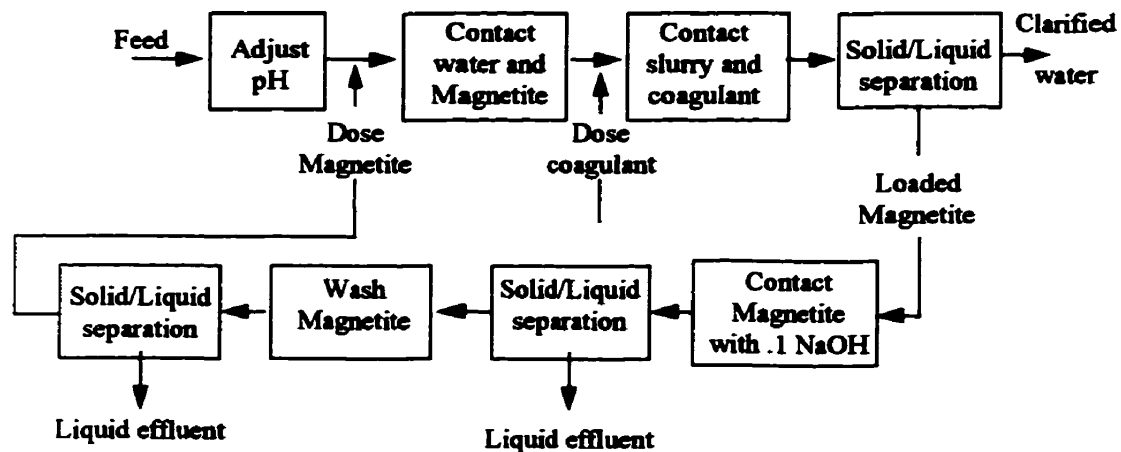 Feed
Adjust
pH
Dose
Magnetite
Contact
water and
Magnetite
Dose
coagulant
Contact
slurry and
coagulant
Solid/Liquid
separation
Clarified
water
Loaded
Magnetite
Contact
Magnetite
with .1 NaOH
Solid/Liquid
separation
Liquid effluent
Wash
Magnetite
Solid/Liquid
separation
Liquid effluent